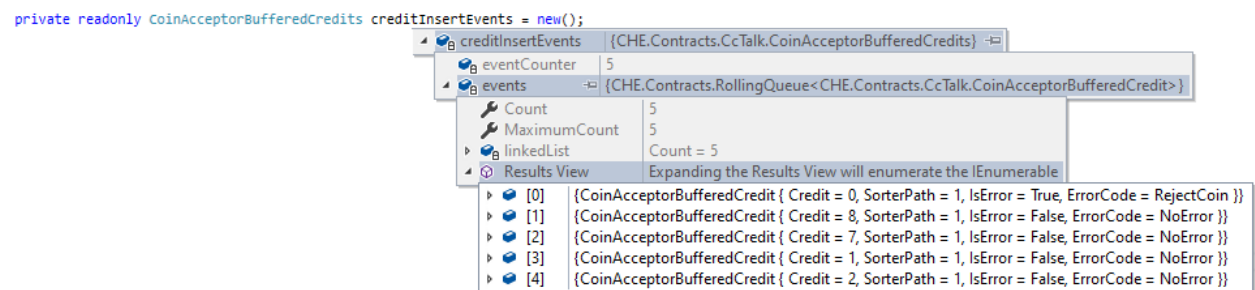 private readonly CoinAcceptorBufferedCredits creditInsertEvents = new();
creditInsertEvents {CHE.Contracts.CcTalk.CoinAcceptorBufferedCredits}
eventCounter 5
events {CHE.Contracts.RollingQueue<CHE.Contracts.CcTalk.CoinAcceptorBufferedCredit>}
Count 5
MaximumCount 5
linkedList Count = 5
Results View Expanding the Results View will enumerate the IEnumerable
[0] {CoinAcceptorBufferedCredit { Credit = 0, SorterPath = 1, IsError = True, ErrorCode = RejectCoin }}
[1] {CoinAcceptorBufferedCredit { Credit = 8, SorterPath = 1, IsError = False, ErrorCode = NoError }}
[2] {CoinAcceptorBufferedCredit { Credit = 7, SorterPath = 1, IsError = False, ErrorCode = NoError }}
[3] {CoinAcceptorBufferedCredit { Credit = 1, SorterPath = 1, IsError = False, ErrorCode = NoError }}
[4] {CoinAcceptorBufferedCredit { Credit = 2, SorterPath = 1, IsError = False, ErrorCode = NoError }}